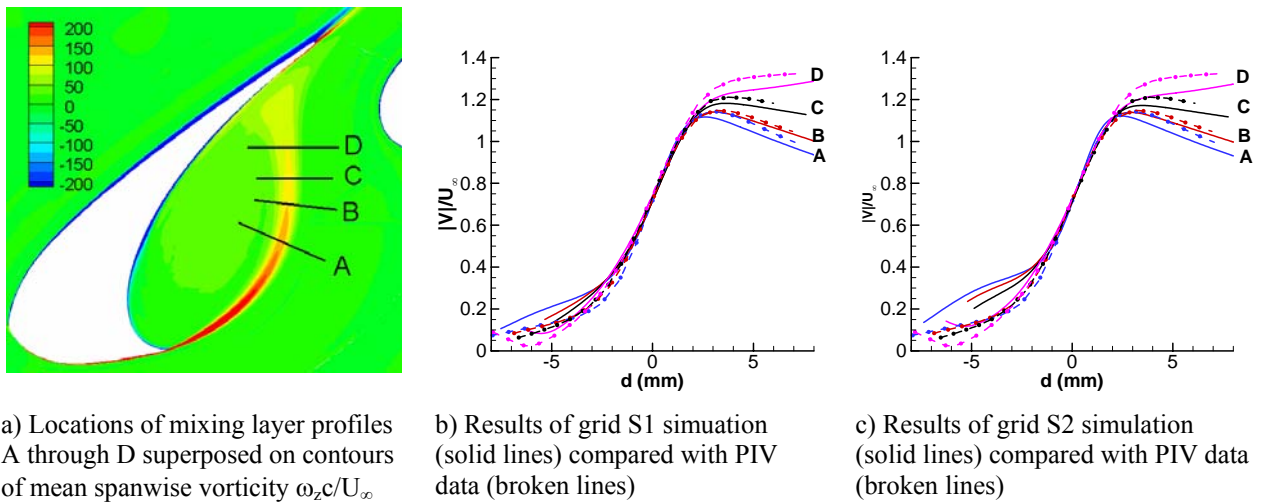 200
150
100
50
0
-50
-100
-150
-200
D
C
B
A
1.4
1.2
1
0.8
0.6
0.4
0.2
0
-5
0
5
d (mm)
|V|/U∞
D
C
B
A
1.4
1.2
1
0.8
0.6
0.4
0.2
0
-5
0
5
d (mm)
|V|/U∞
D
C
B
A
a) Locations of mixing layer profiles
A through D superposed on contours
of mean spanwise vorticity ωzc/U∞
b) Results of grid S1 simuation
(solid lines) compared with PIV
data (broken lines)
c) Results of grid S2 simulation
(solid lines) compared with PIV data
(broken lines)